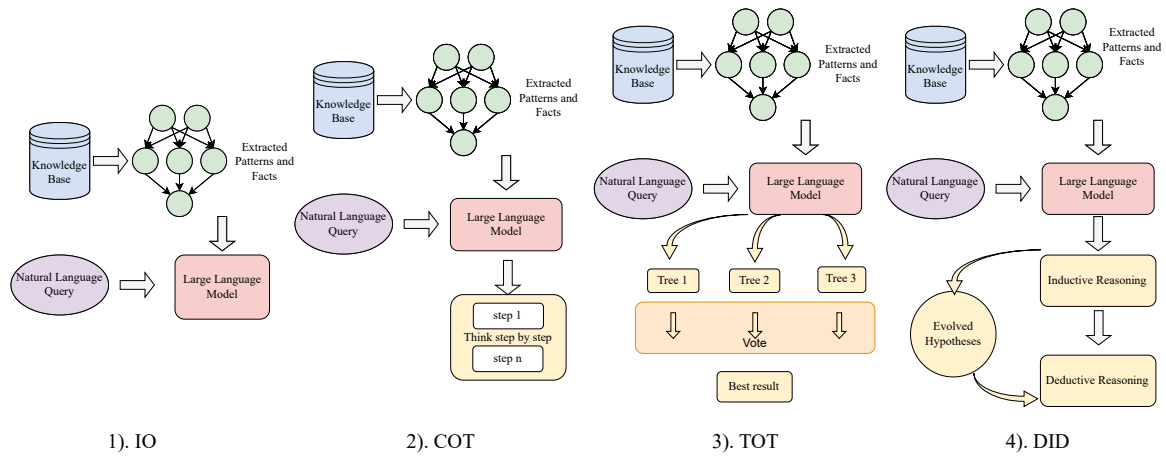 Knowledge
Base
Extracted
Patterns and
Facts
Natural Language
Query
Large Language
Model
1). IO
Knowledge
Base
Extracted
Patterns and
Facts
Natural Language
Query
Large Language
Model
step 1
Think step by step
step n
2). COT
Knowledge
Base
Extracted
Patterns and
Facts
Natural Language
Query
Large Language
Model
Tree 1
Tree 2
Tree 3
Vote
Best result
3). TOT
Knowledge
Base
Extracted
Patterns and
Facts
Natural Language
Query
Large Language
Model
Inductive Reasoning
Evolved
Hypotheses
Deductive Reasoning
4). DID